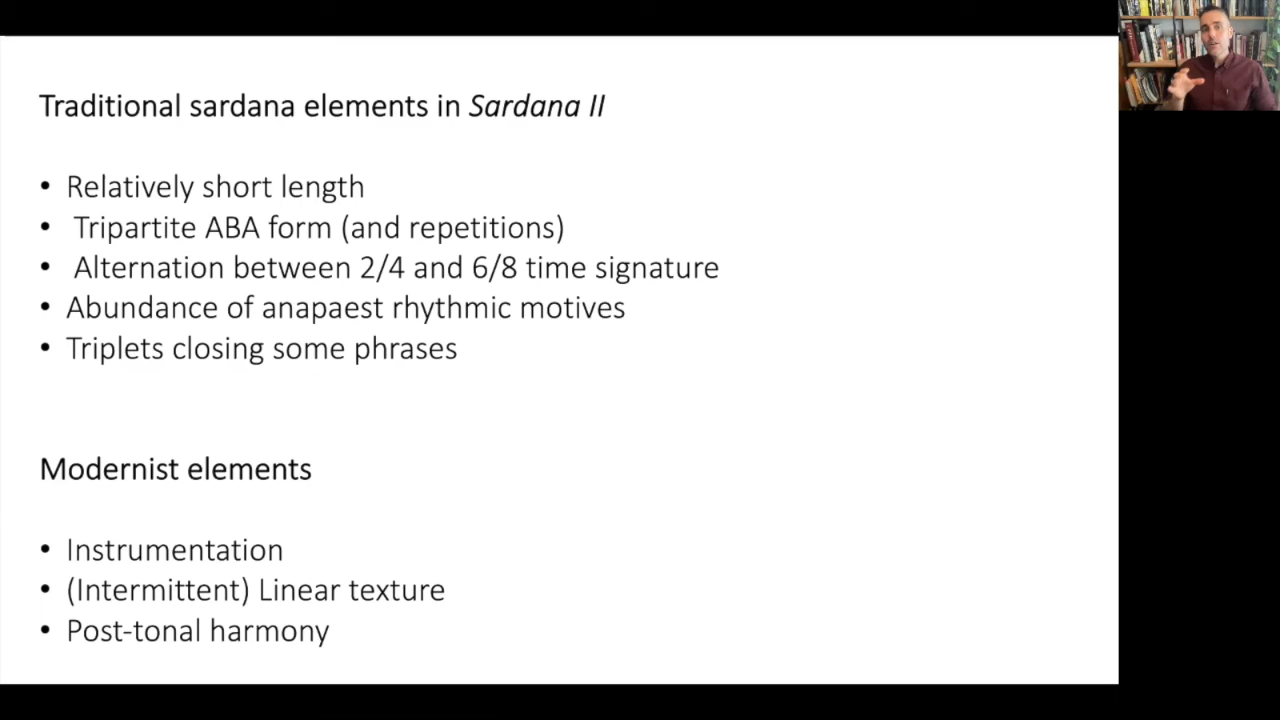 Traditional sardana elements in Sardana II
• Relatively short length
• Tripartite ABA form (and repetitions)
• Alternation between 2/4 and 6/8 time signature
• Abundance of anapaest rhythmic motives
• Triplets closing some phrases
Modernist elements
• Instrumentation
• (Intermittent) Linear texture
• Post-tonal harmony